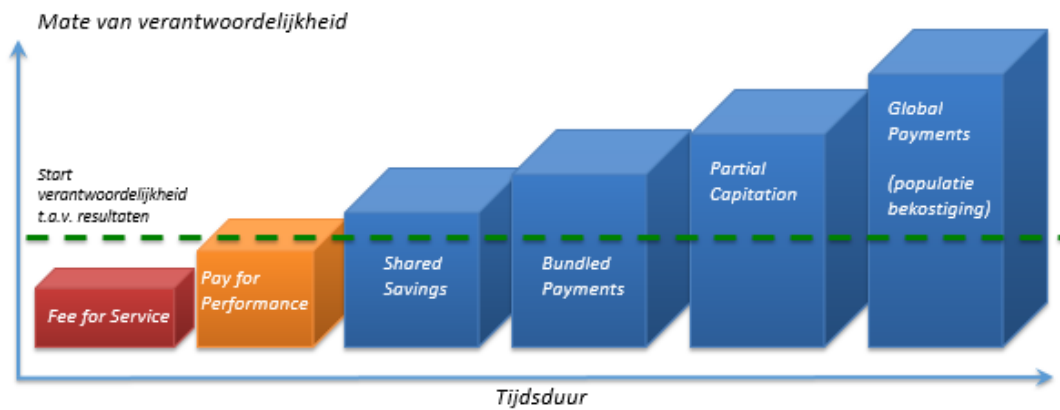 Mate van verantwoordelijkheid
Start
verantwoordelijkheid
t.a.v. resultaten
Fee for Service
Pay for
Performance
Shared
Savings
Bundled
Payments
Partial
Capitation
Global
Payments
(populatie
bekostiging)
Tijdsduur